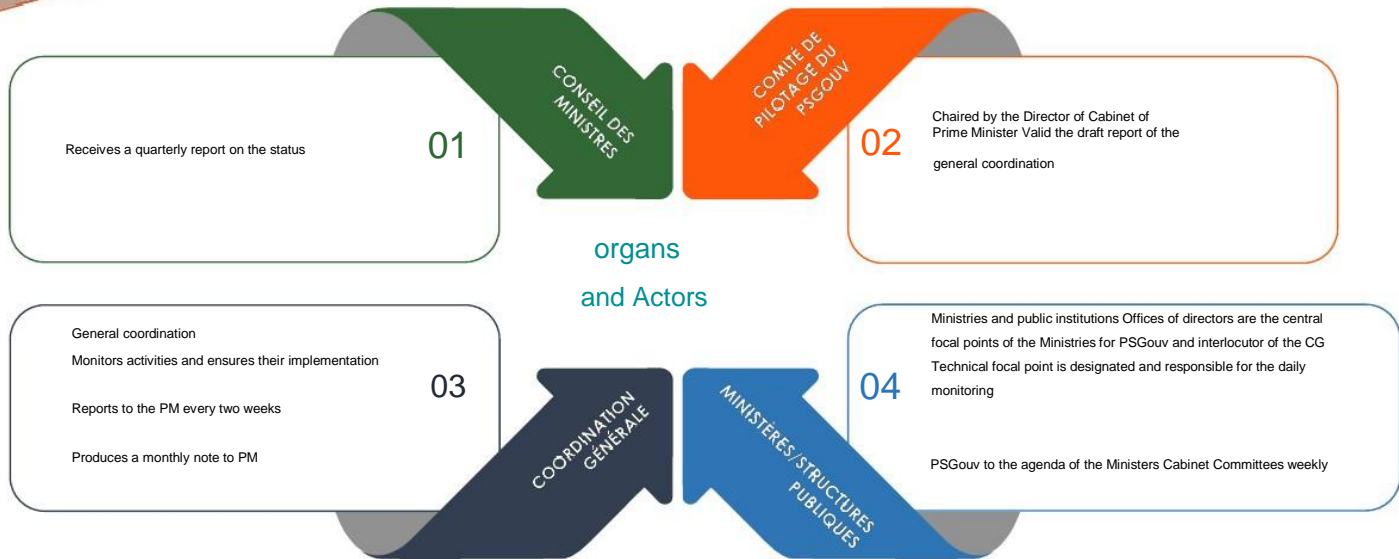 CONSEIL DES
MINISTRES
01
Receives a quarterly report on the status
COMITÉ DE
PILOTAGE DU
PSGOUV
02
Chaired by the Director of Cabinet of
Prime Minister Valid the draft report of the
general coordination
organs
and Actors
General coordination
Monitors activities and ensures their implementation
03
Reports to the PM every two weeks
Produces a monthly note to PM
COORDINATION
GÉNÉRALE
MINISTÈRES/STRUCTURES
PUBLIQUES
04
Ministries and public institutions Offices of directors are the central
focal points of the Ministries for PSGouv and interlocutor of the CG
Technical focal point is designated and responsible for the daily
monitoring
PSGouv to the agenda of the Ministers Cabinet Committees weekly